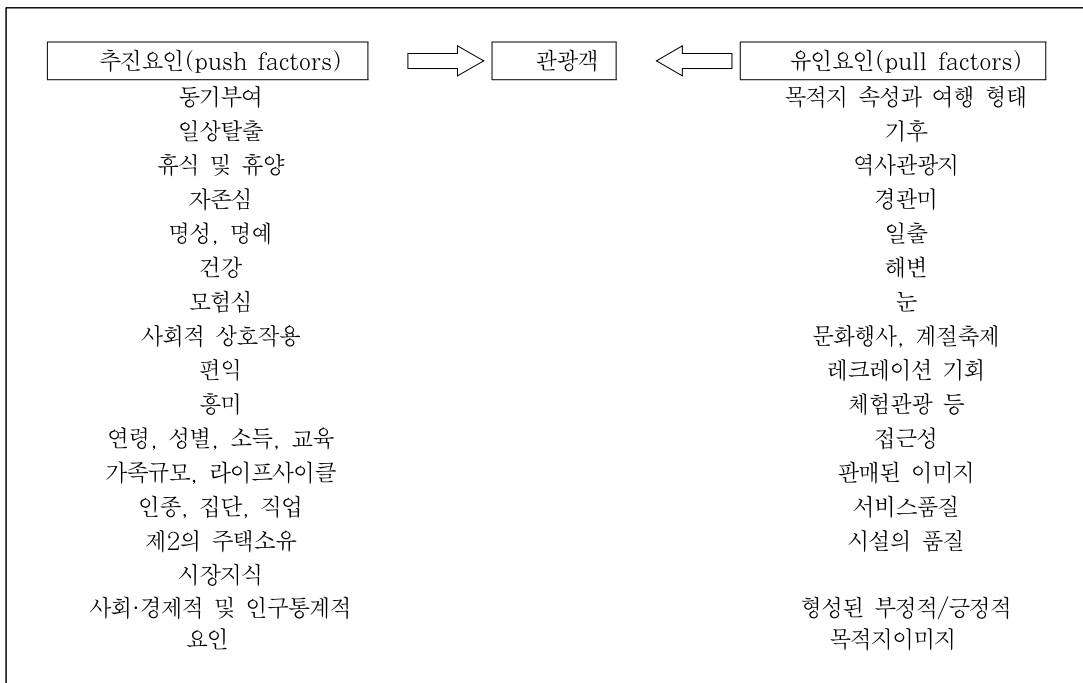 추진요인(push factors)
관광객
유인요인(pull factors)
동기부여
일상탈출
휴식 및 휴양
자존심
명성, 명예
건강
모험심
사회적 상호작용
편익
흥미
연령, 성별, 소득, 교육
가족규모, 라이프사이클
인종, 집단, 직업
제2의 주택소유
시장지식
사회·경제적 및 인구통계적
요인
목적지 속성과 여행 형태
기후
역사관광지
경관미
일출
해변
눈
문화행사, 계절축제
레크레이션 기회
체험관광 등
접근성
판매된 이미지
서비스품질
시설의 품질
형성된 부정적/긍정적
목적지이미지